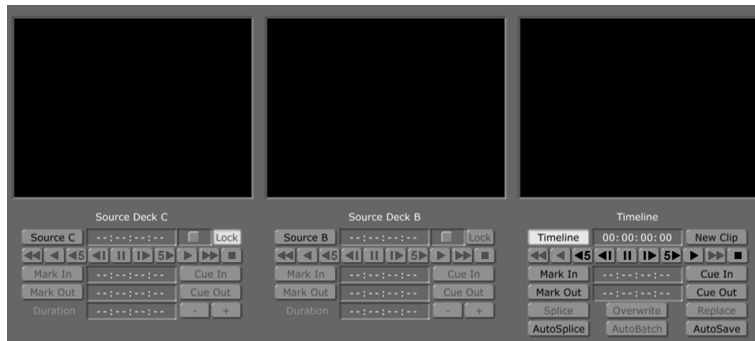 Source Deck C
Source Deck B
Timeline
Source C --:--:--:-- Lock
Source B --:--:--:-- Lock
Timeline 00:00:00:00 New Clip
5 5
5 5
5 5
Mark In --:--:--:-- Cue In
Mark In --:--:--:-- Cue In
Mark In --:--:--:-- Cue In
Mark Out --:--:--:-- Cue Out
Mark Out --:--:--:-- Cue Out
Mark Out --:--:--:-- Cue Out
Duration --:--:--:-- - +
Duration --:--:--:-- - +
Splice Overwrite Replace
AutoSplice AutoBatch AutoSave